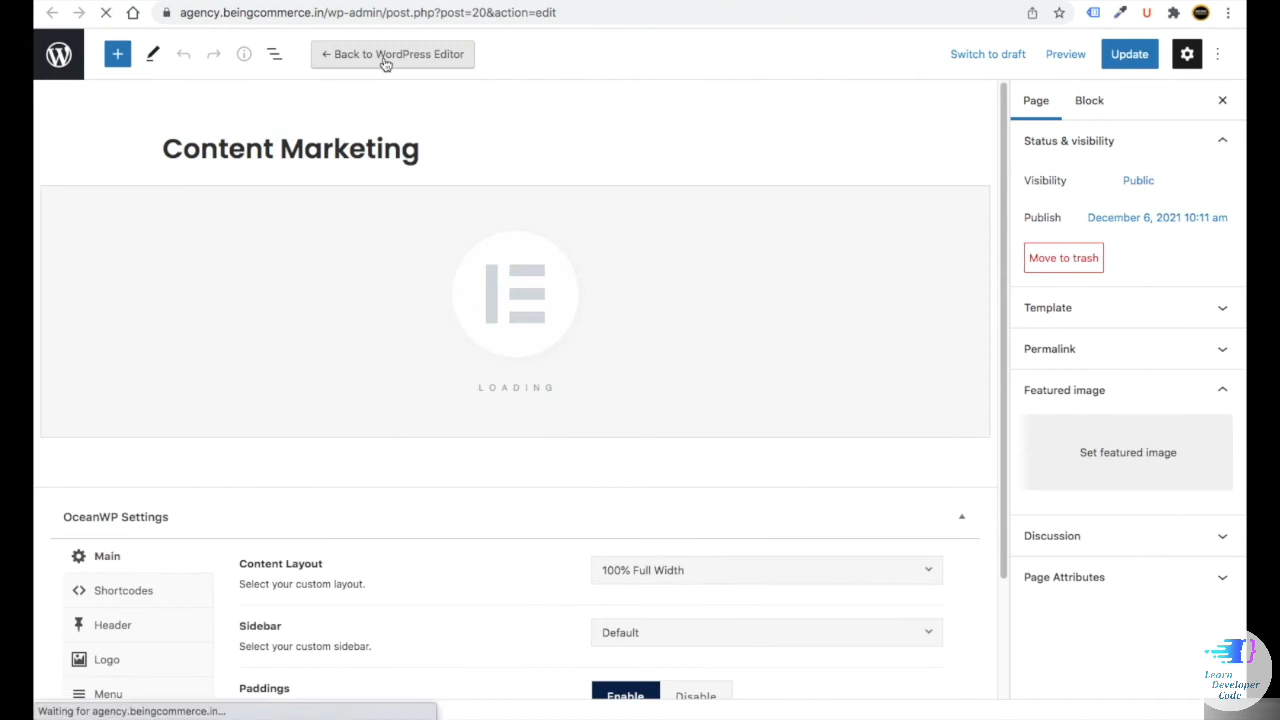 agency.beingcommerce.in/wp-admin/post.php?post=20&action=edit
← Back to WordPress Editor
Switch to draft
Preview
Update
Page
Block
Content Marketing
Status & visibility
Visibility
Public
Publish
December 6, 2021 10:11 am
Move to trash
LOADING
Template
Permalink
Featured image
Set featured image
OceanWP Settings
Discussion
Page Attributes
Main
Shortcodes
Header
Logo
Menu
Content Layout
Select your custom layout.
100% Full Width
Sidebar
Select your custom sidebar.
Default
Paddings
Enable
Disable
Learn
Developer
Code
Waiting for agency.beingcommerce.in...